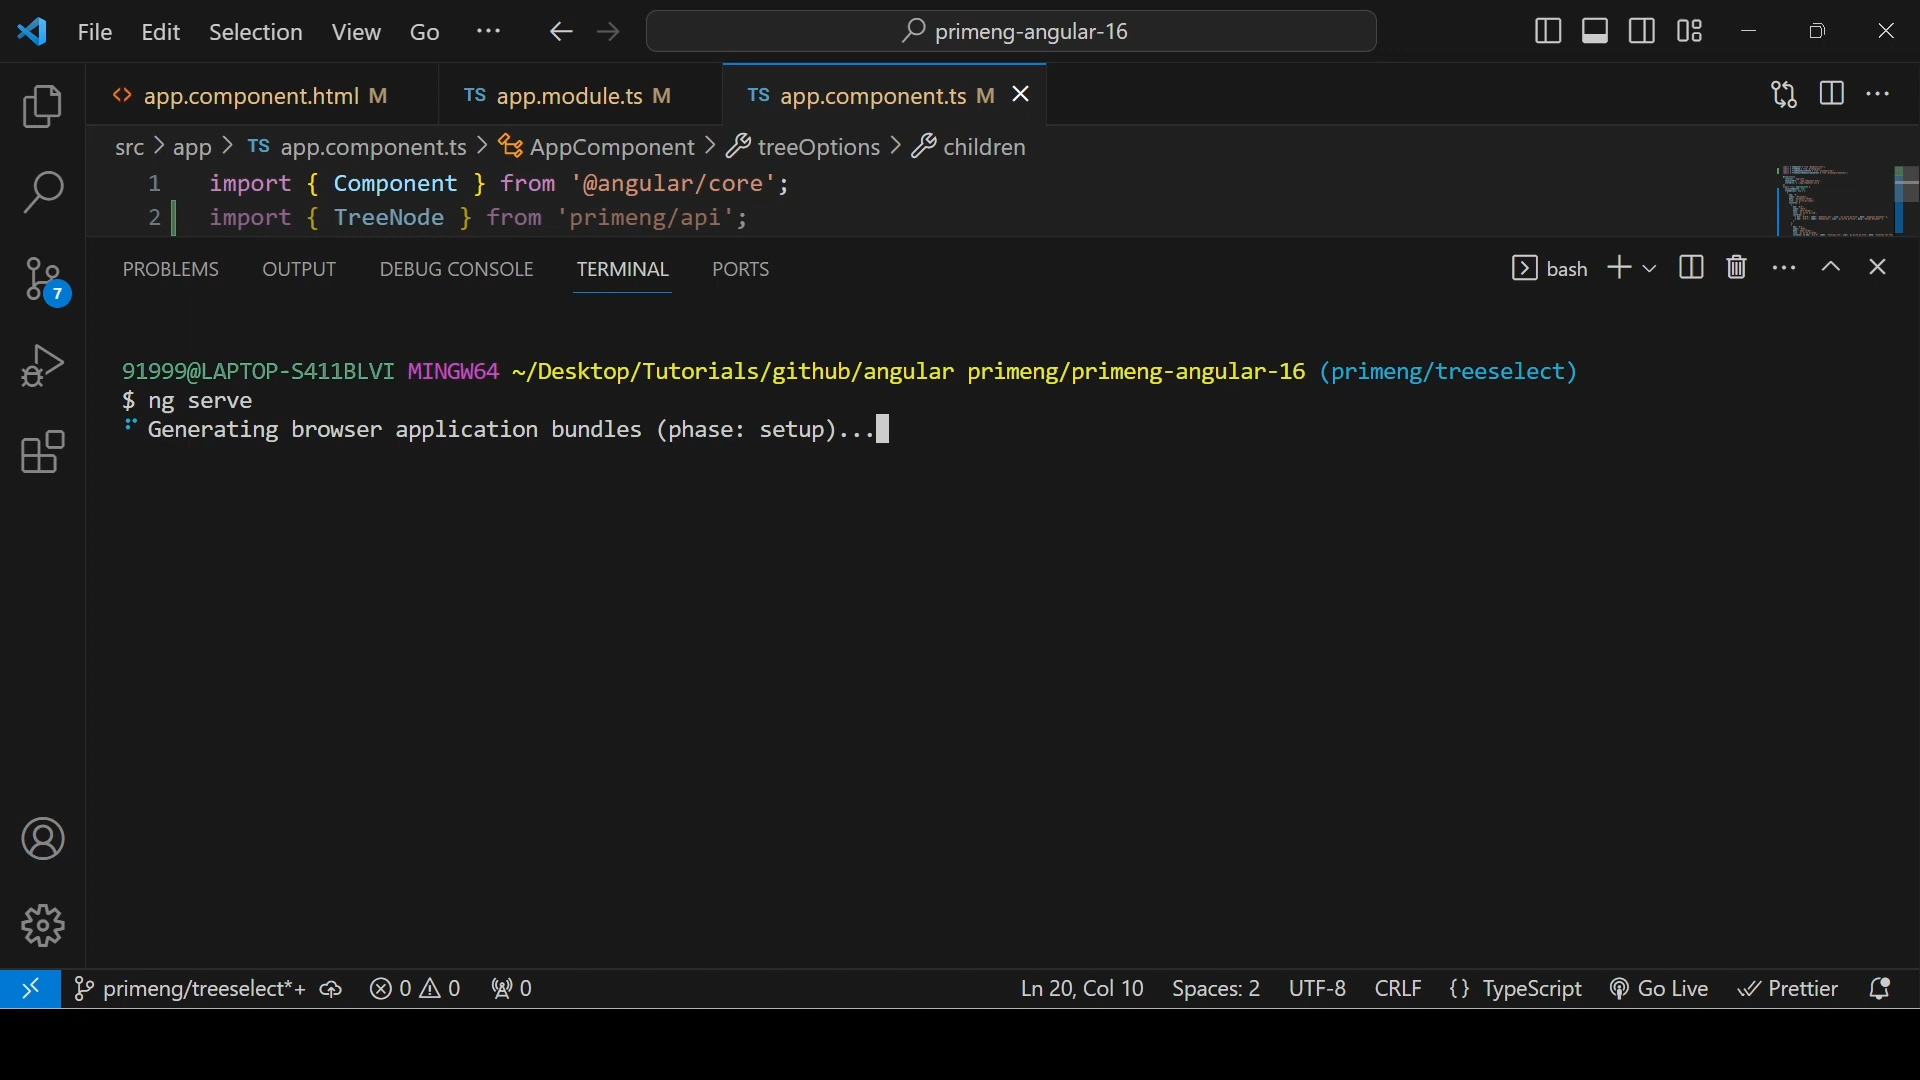 File Edit Selection View Go ··· primeng-angular-16
<> app.component.html M TS app.module.ts M TS app.component.ts M
src > app > TS app.component.ts > AppComponent > treeOptions > children
1 import { Component } from '@angular/core';
2 import { TreeNode } from 'primeng/api';
PROBLEMS OUTPUT DEBUG CONSOLE TERMINAL PORTS bash
7
91999@LAPTOP-S411BLVI MINGW64 ~/Desktop/Tutorials/github/angular primeng/primeng-angular-16 (primeng/treeselect)
$ ng serve
Generating browser application bundles (phase: setup)...
primeng/treeselect*+ 0 0 0 Ln 20, Col 10 Spaces: 2 UTF-8 CRLF {} TypeScript Go Live Prettier